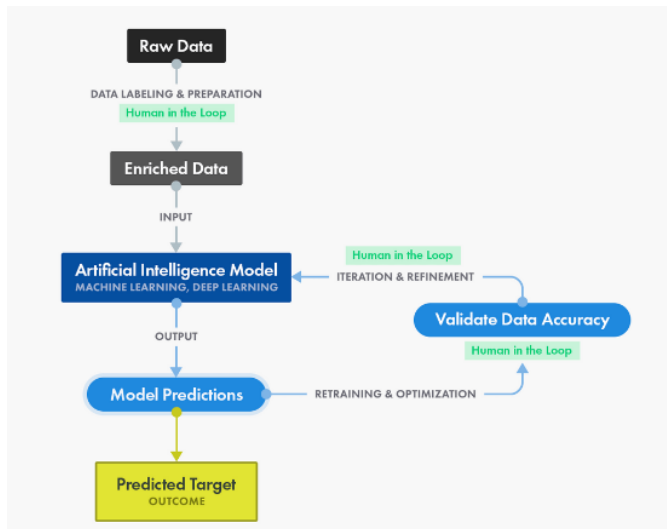 Raw Data
DATA LABELING & PREPARATION
Human in the Loop
Enriched Data
INPUT
Human in the Loop
Artificial Intelligence Model
MACHINE LEARNING, DEEP LEARNING
ITERATION & REFINEMENT
Validate Data Accuracy
OUTPUT
Human in the Loop
Model Predictions
RETRAINING & OPTIMIZATION
Predicted Target
OUTCOME